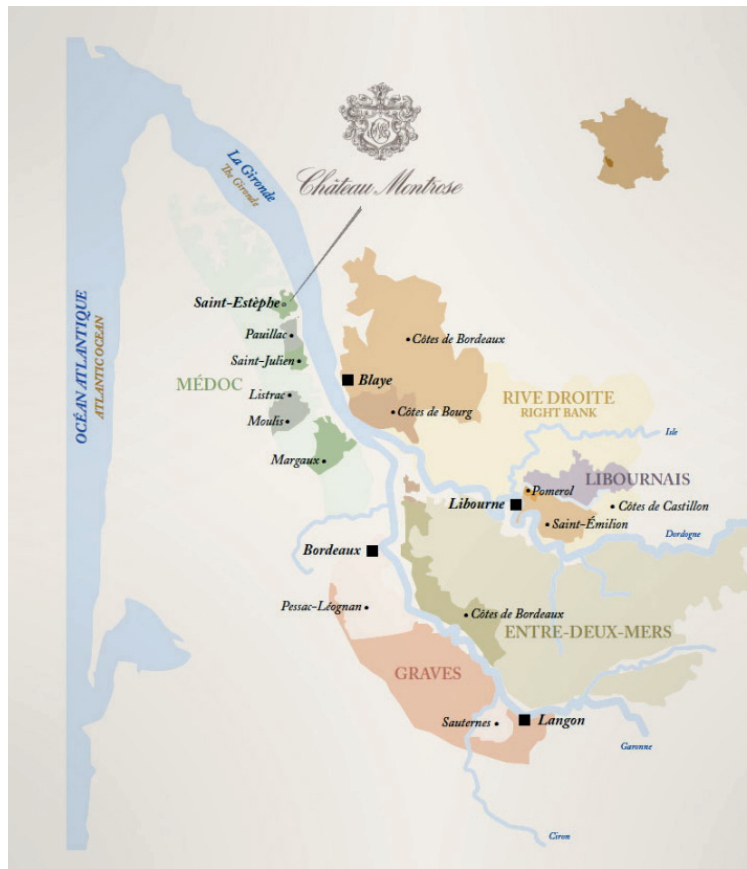 La Gironde
The Gironde
Château Montrose
OCÉAN ATLANTIQUE
ATLANTIC OCEAN
Saint-Estèphe
Pauillac
Saint-Julien
MÉDOC
Listrac
Moulis
Margaux
Côtes de Bordeaux
Blaye
Côtes de Bourg
RIVE DROITE
RIGHT BANK
Isle
LIBOURNAIS
Pomerol
Libourne
Côtes de Castillon
Saint-Émilion
Dordogne
Bordeaux
Pessac-Léognan
Côtes de Bordeaux
ENTRE-DEUX-MERS
GRAVES
Sauternes
Langon
Garonne
Ciron